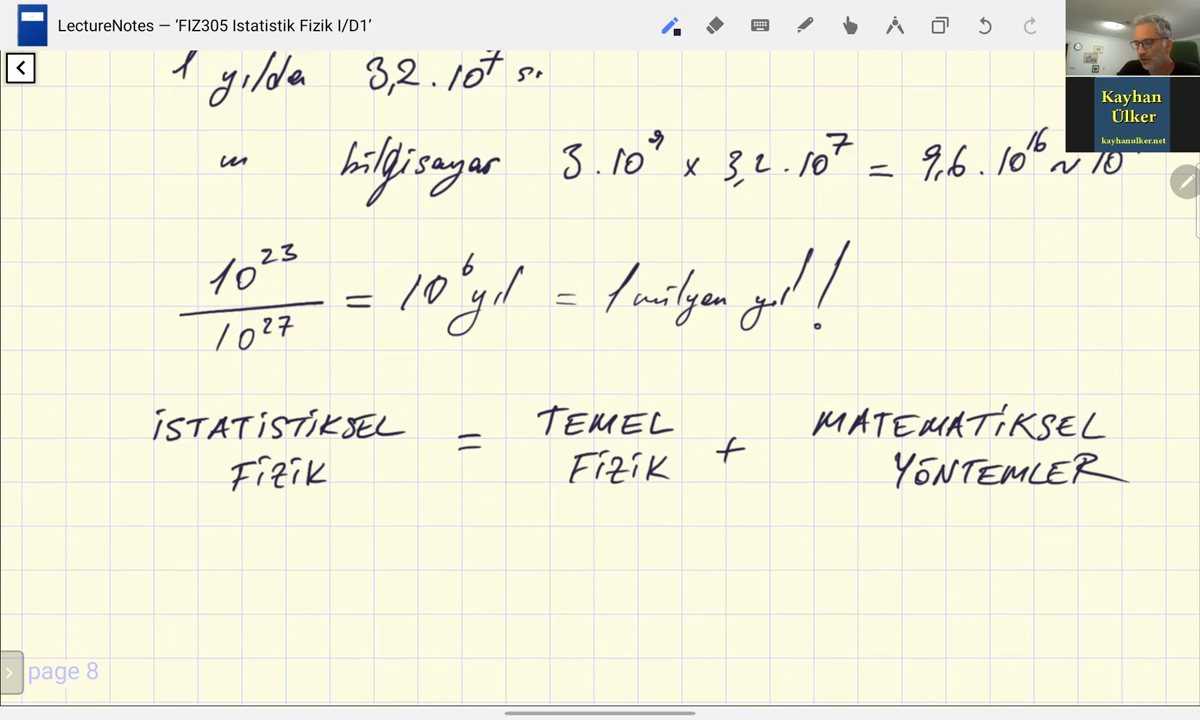 LectureNotes — ‘FIZ305 Istatistik Fizik I/D1’
Kayhan
Ülker
kayhanulker.net
1 yılda 3,2 . 10⁷ sn
" bilgisayar 3 . 10⁹ x 3,2 . 10⁷ = 9,6 . 10¹⁶ ~ 10
10²³ / 10²⁷ = 10⁶ yıl = 1 milyon yıl !!
İSTATİSTİKSEL FİZİK = TEMEL FİZİK + MATEMATİKSEL YÖNTEMLER
page 8